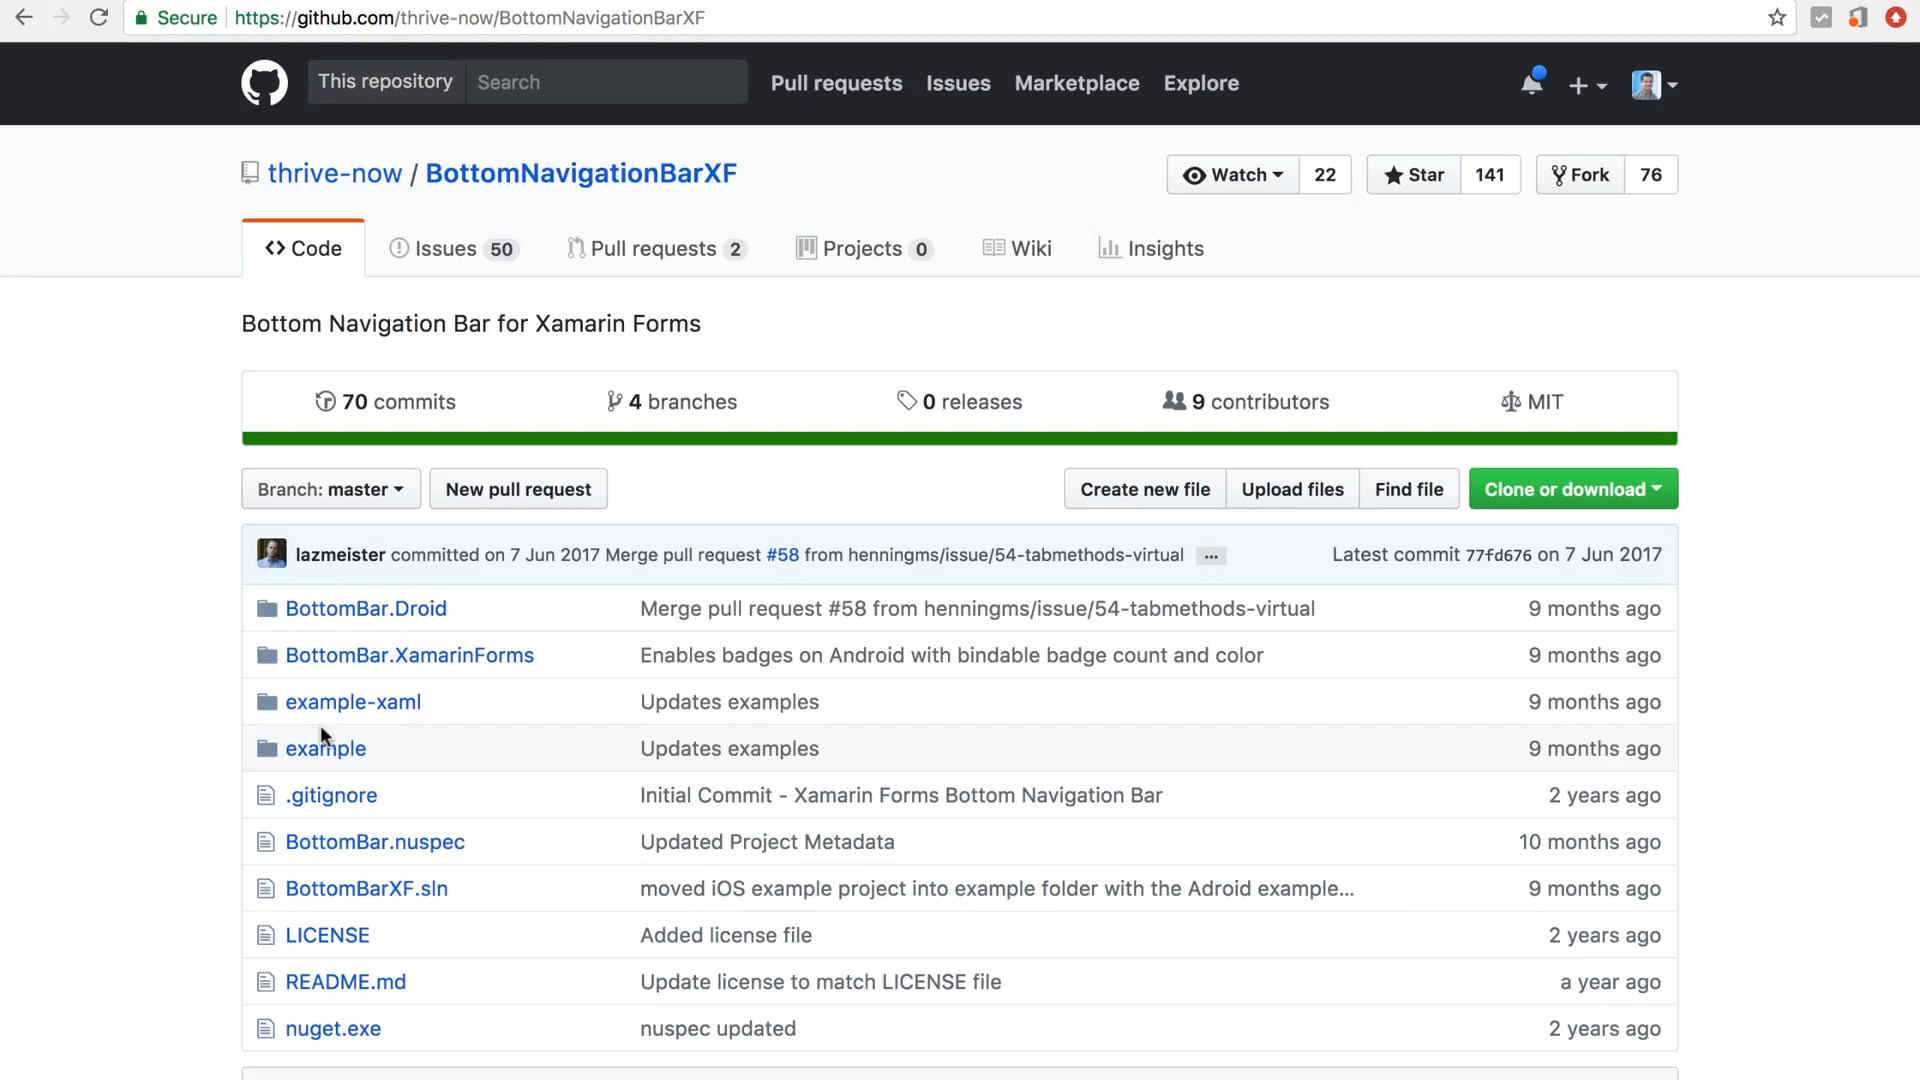 Secure https://github.com/thrive-now/BottomNavigationBarXF
This repository Search Pull requests Issues Marketplace Explore
thrive-now / BottomNavigationBarXF Watch 22 Star 141 Fork 76
Code Issues 50 Pull requests 2 Projects 0 Wiki Insights
Bottom Navigation Bar for Xamarin Forms
70 commits 4 branches 0 releases 9 contributors MIT
Branch: master New pull request Create new file Upload files Find file Clone or download
lazmeister committed on 7 Jun 2017 Merge pull request #58 from henningms/issue/54-tabmethods-virtual ... Latest commit 77fd676 on 7 Jun 2017
BottomBar.Droid Merge pull request #58 from henningms/issue/54-tabmethods-virtual 9 months ago
BottomBar.XamarinForms Enables badges on Android with bindable badge count and color 9 months ago
example-xaml Updates examples 9 months ago
example Updates examples 9 months ago
.gitignore Initial Commit - Xamarin Forms Bottom Navigation Bar 2 years ago
BottomBar.nuspec Updated Project Metadata 10 months ago
BottomBarXF.sln moved iOS example project into example folder with the Adroid example... 9 months ago
LICENSE Added license file 2 years ago
README.md Update license to match LICENSE file a year ago
nuget.exe nuspec updated 2 years ago